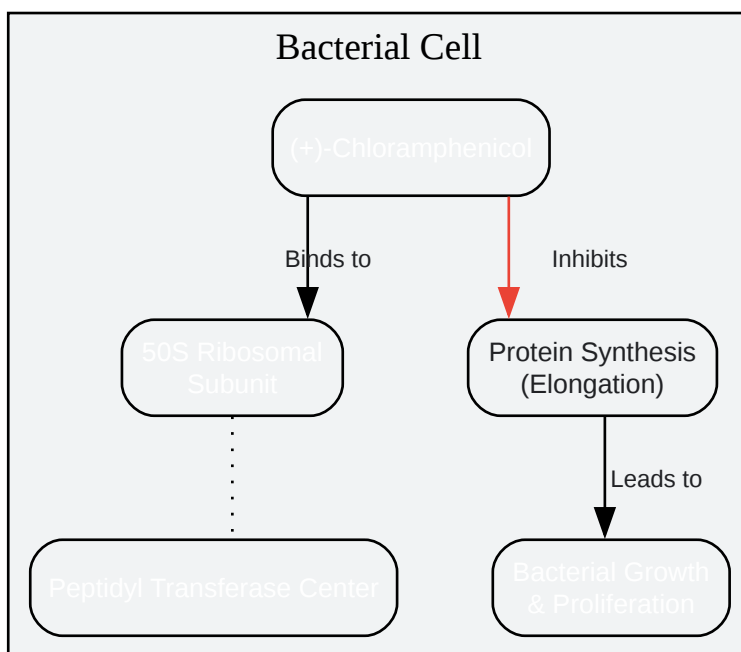 Bacterial Cell
(+)-Chloramphenicol
Binds to
Inhibits
50S Ribosomal
Subunit
Protein Synthesis
(Elongation)
Leads to
Peptidyl Transferase Center
Bacterial Growth
& Proliferation